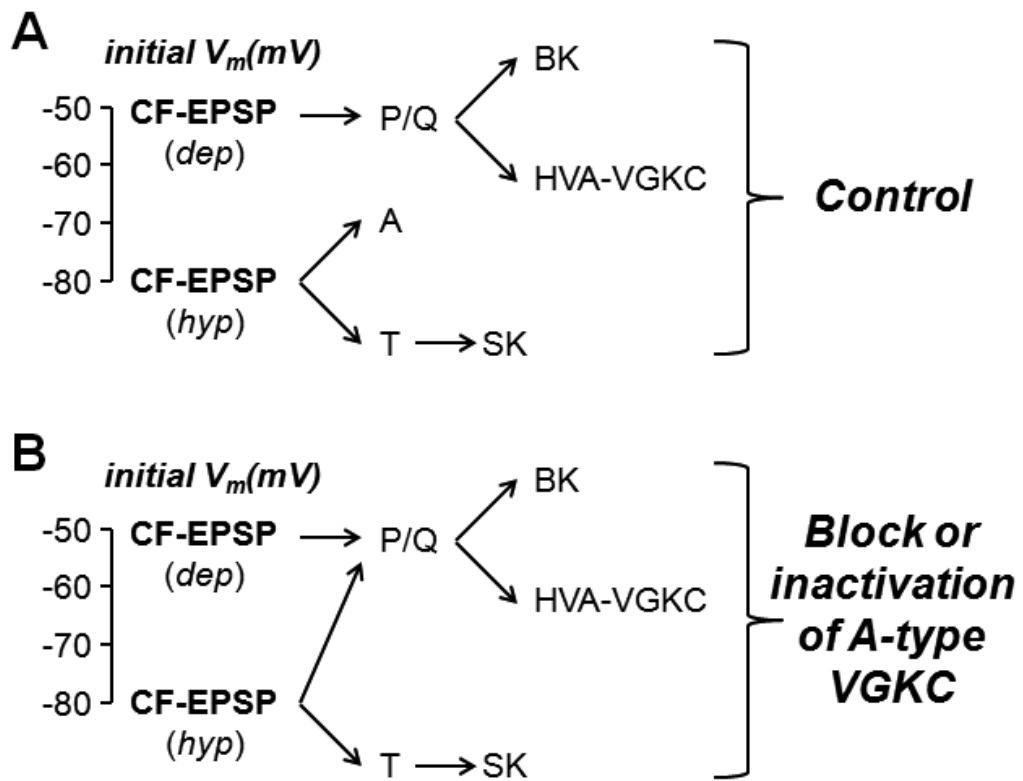 A
initial Vm(mV)
BK
-50 CF-EPSP P/Q
(dep)
-60
HVA-VGKC
Control
-70 A
-80 CF-EPSP
(hyp)
T SK
B
initial Vm(mV)
BK
-50 CF-EPSP P/Q
(dep)
-60
HVA-VGKC
Block or
inactivation
of A-type
VGKC
-70
-80 CF-EPSP
(hyp)
T SK